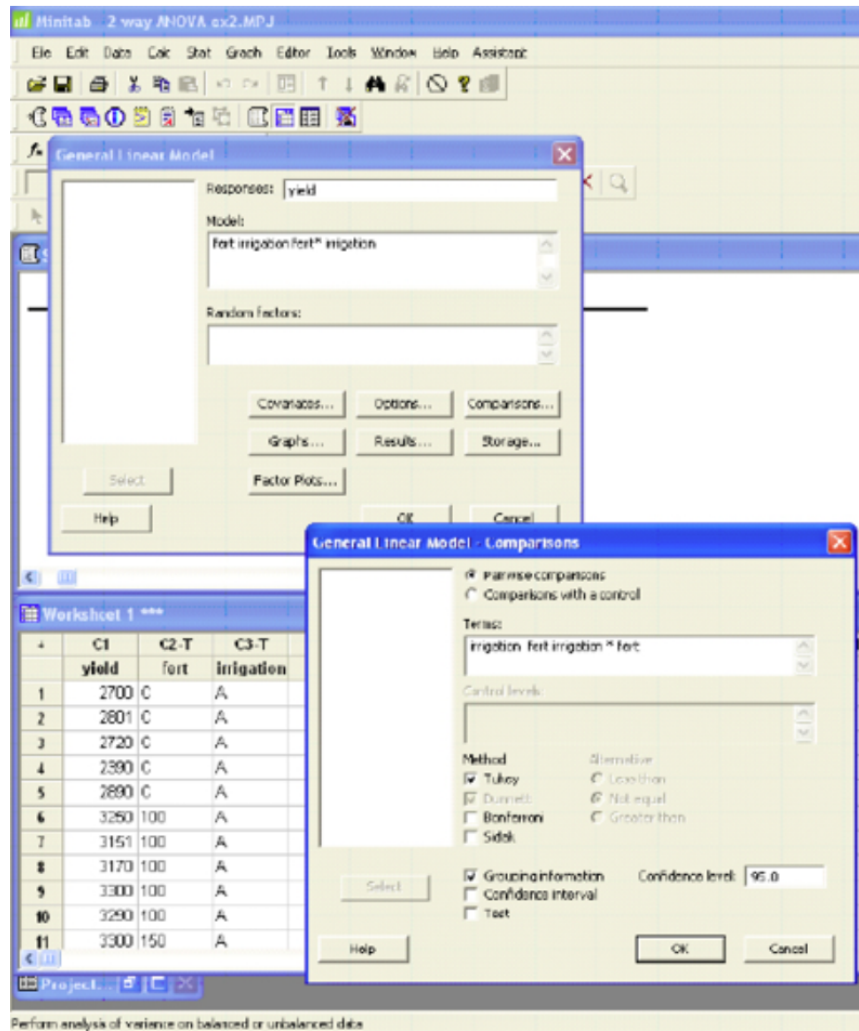 Minitab - 2 way ANOVA ex2.MPJ
File Edit Data Calc Stat Graph Editor Tools Window Help Assistant
General Linear Model
Responses: yield
Model:
fert irrigation fert* irrigation
Random factors:
Covariates... Options... Comparisons...
Graphs... Results... Storage...
Select Factor Plots...
Help OK Cancel
General Linear Model - Comparisons
Pairwise comparisons
Comparisons with a control
Terms:
irrigation fert irrigation * fert
Control levels:
Method Alternative
Tukey Less than
Dunnett Not equal
Bonferroni Greater than
Sidak
Grouping information Confidence level: 95.0
Select Confidence interval
Test
Help OK Cancel
Worksheet 1 ***
C1 C2-T C3-T
yield fert irrigation
1 2700 C A
2 2801 C A
3 2720 C A
4 2390 C A
5 2890 C A
6 3250 100 A
7 3151 100 A
8 3170 100 A
9 3300 100 A
10 3290 100 A
11 3300 150 A
Project...
Perform analysis of variance on balanced or unbalanced data